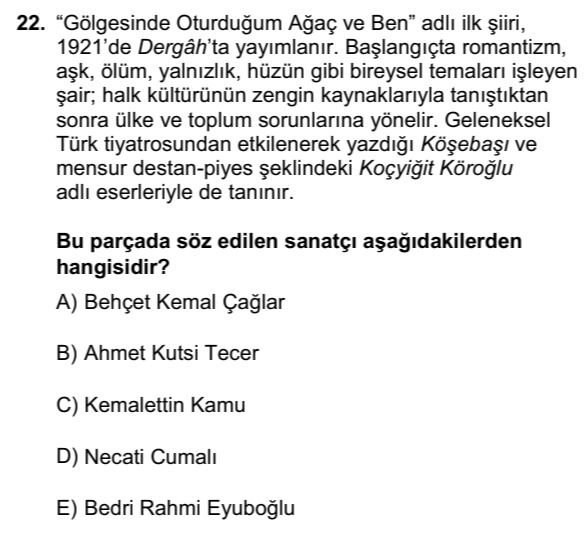 22. “Gölgesinde Oturduğum Ağaç ve Ben” adlı ilk şiiri,
1921’de Dergâh’ta yayımlanır. Başlangıçta romantizm,
aşk, ölüm, yalnızlık, hüzün gibi bireysel temaları işleyen
şair; halk kültürünün zengin kaynaklarıyla tanıştıktan
sonra ülke ve toplum sorunlarına yönelir. Geleneksel
Türk tiyatrosundan etkilenerek yazdığı Köşebaşı ve
mensur destan-piyes şeklindeki Koçyiğit Köroğlu
adlı eserleriyle de tanınır.
Bu parçada söz edilen sanatçı aşağıdakilerden
hangisidir?
A) Behçet Kemal Çağlar
B) Ahmet Kutsi Tecer
C) Kemalettin Kamu
D) Necati Cumalı
E) Bedri Rahmi Eyuboğlu